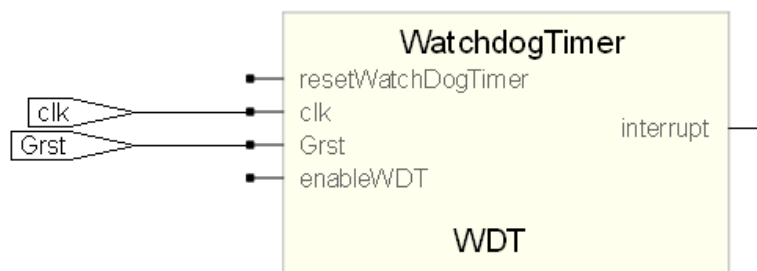 WatchdogTimer
resetWatchDogTimer
clk
clk
Grst
Grst
interrupt
enableWDT
WDT